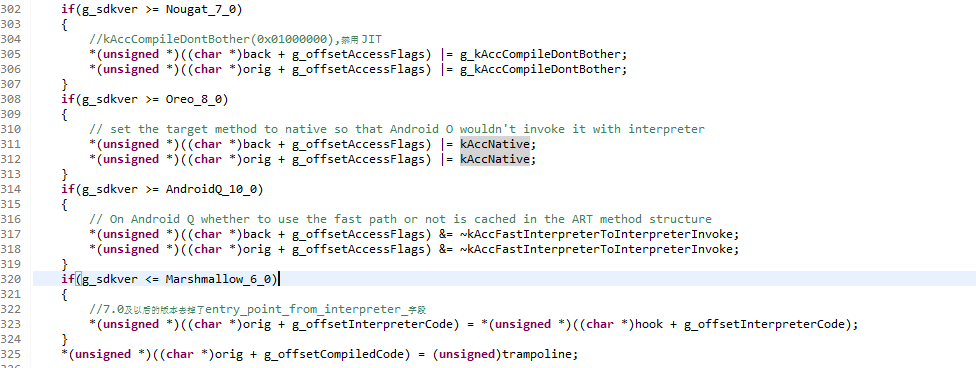 302 if(g_sdkver >= Nougat_7_0)
303 {
304 //kAccCompileDontBother(0x01000000),禁用JIT
305 *(unsigned *)((char *)back + g_offsetAccessFlags) |= g_kAccCompileDontBother;
306 *(unsigned *)((char *)orig + g_offsetAccessFlags) |= g_kAccCompileDontBother;
307 }
308 if(g_sdkver >= Oreo_8_0)
309 {
310 // set the target method to native so that Android O wouldn't invoke it with interpreter
311 *(unsigned *)((char *)back + g_offsetAccessFlags) |= kAccNative;
312 *(unsigned *)((char *)orig + g_offsetAccessFlags) |= kAccNative;
313 }
314 if(g_sdkver >= AndroidQ_10_0)
315 {
316 // On Android Q whether to use the fast path or not is cached in the ART method structure
317 *(unsigned *)((char *)back + g_offsetAccessFlags) &= ~kAccFastInterpreterToInterpreterInvoke;
318 *(unsigned *)((char *)orig + g_offsetAccessFlags) &= ~kAccFastInterpreterToInterpreterInvoke;
319 }
320 if(g_sdkver <= Marshmallow_6_0)
321 {
322 //7.0及以后的版本去掉了entry_point_from_interpreter_字段
323 *(unsigned *)((char *)orig + g_offsetInterpreterCode) = *(unsigned *)((char *)hook + g_offsetInterpreterCode);
324 }
325 *(unsigned *)((char *)orig + g_offsetCompiledCode) = (unsigned)trampoline;